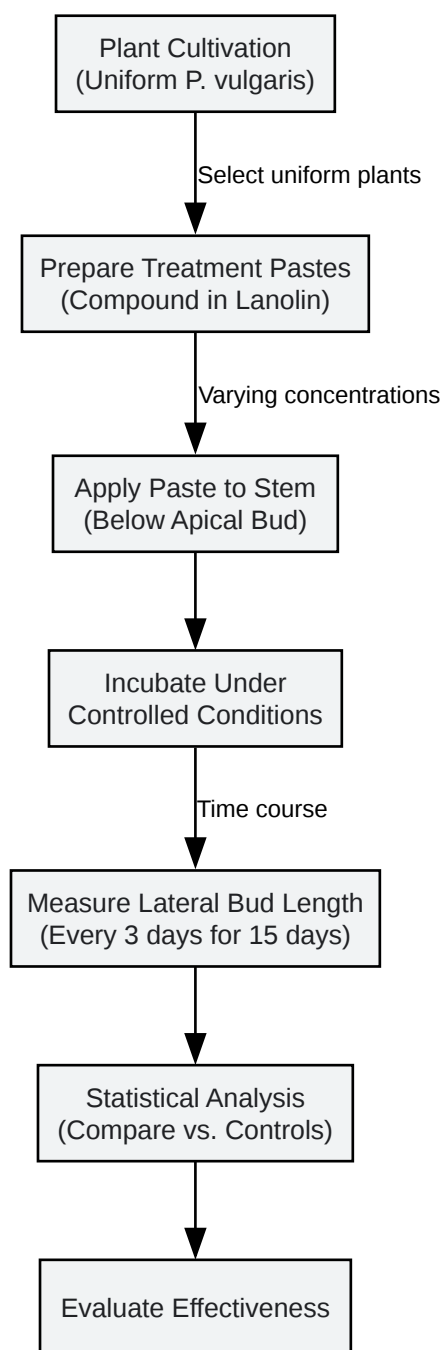 Plant Cultivation
(Uniform P. vulgaris)
Select uniform plants
Prepare Treatment Pastes
(Compound in Lanolin)
Varying concentrations
Apply Paste to Stem
(Below Apical Bud)
Incubate Under
Controlled Conditions
Time course
Measure Lateral Bud Length
(Every 3 days for 15 days)
Statistical Analysis
(Compare vs. Controls)
Evaluate Effectiveness